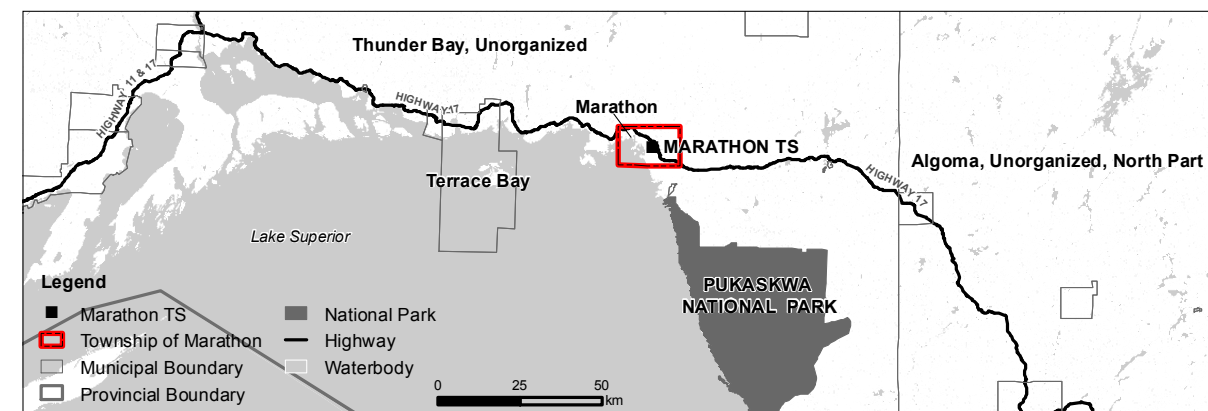 Thunder Bay, Unorganized
HIGHWAY 11 & 17
HIGHWAY 17
Marathon
MARATHON TS
Algoma, Unorganized, North Part
HIGHWAY 17
Terrace Bay
Lake Superior
PUKASKWA
NATIONAL PARK
Legend
Marathon TS
Township of Marathon
Municipal Boundary
Provincial Boundary
National Park
Highway
Waterbody
0 25 50
km